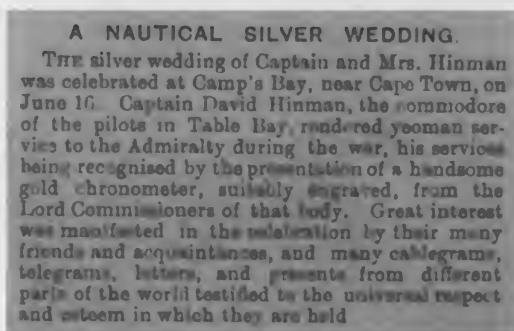 A NAUTICAL SILVER WEDDING.
THE silver wedding of Captain and Mrs. Hinman
was celebrated at Camp's Bay, near Cape Town, on
June 16. Captain David Hinman, the commodore
of the pilots in Table Bay, rendered yeoman ser-
vice to the Admiralty during the war, his services
being recognised by the presentation of a handsome
gold chronometer, suitably engraved, from the
Lord Commissioners of that body. Great interest
was manifested in the celebration by their many
friends and acquaintances, and many cablegrams,
telegrams, letters, and presents from different
parts of the world testified to the universal respect
and esteem in which they are held